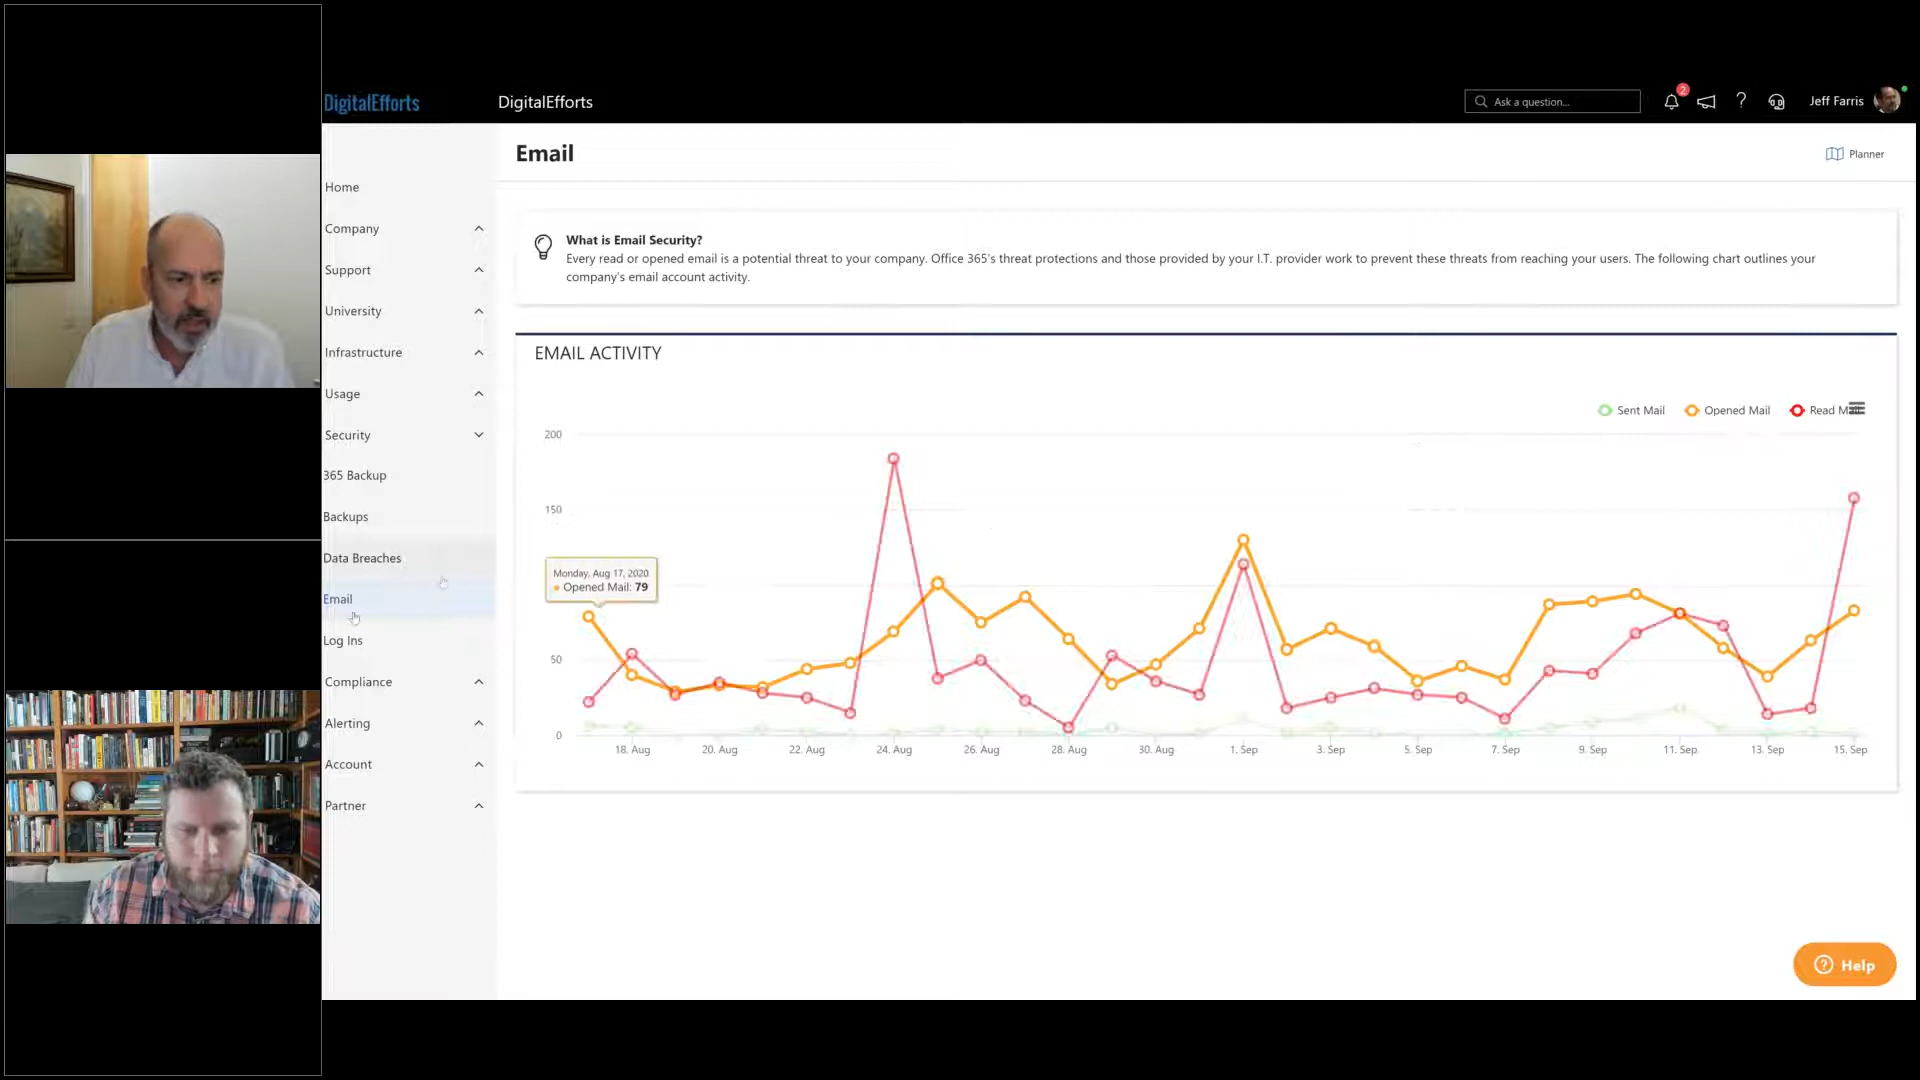 DigitalEfforts
DigitalEfforts
Ask a question...
2
Jeff Farris
Email
Planner
Home
Company
Support
University
Infrastructure
Usage
Security
365 Backup
Backups
Data Breaches
Email
Log Ins
Compliance
Alerting
Account
Partner
What is Email Security?
Every read or opened email is a potential threat to your company. Office 365's threat protections and those provided by your I.T. provider work to prevent these threats from reaching your users. The following chart outlines your
company's email account activity.
EMAIL ACTIVITY
Sent Mail Opened Mail Read
200
150
50
0
Monday, Aug 17, 2020
Opened Mail: 79
18. Aug 20. Aug 22. Aug 24. Aug 26. Aug 28. Aug 30. Aug 1. Sep 3. Sep 5. Sep 7. Sep 9. Sep 11. Sep 13. Sep 15. Sep
? Help